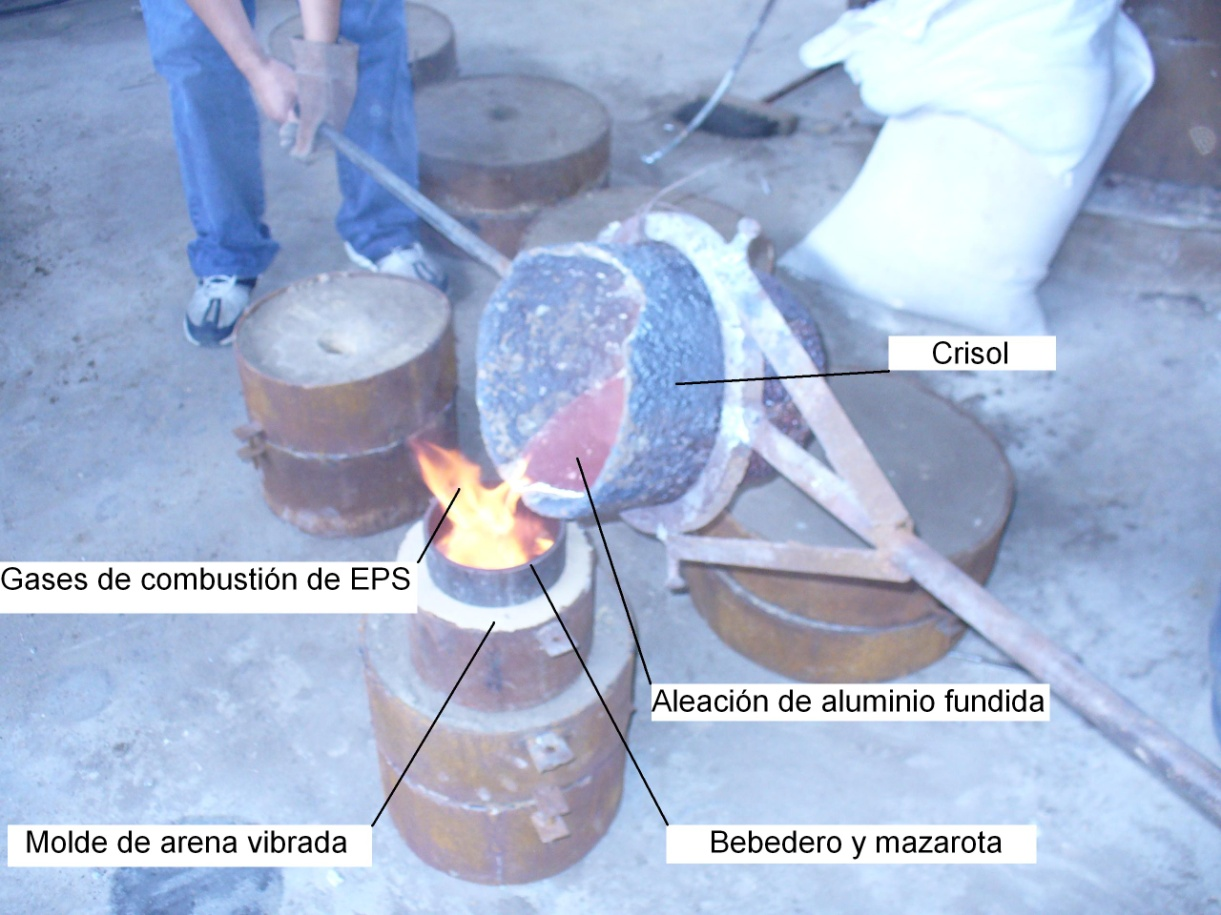 Crisol
Gases de combustión de EPS
Aleación de aluminio fundida
Molde de arena vibrada
Bebedero y mazarota